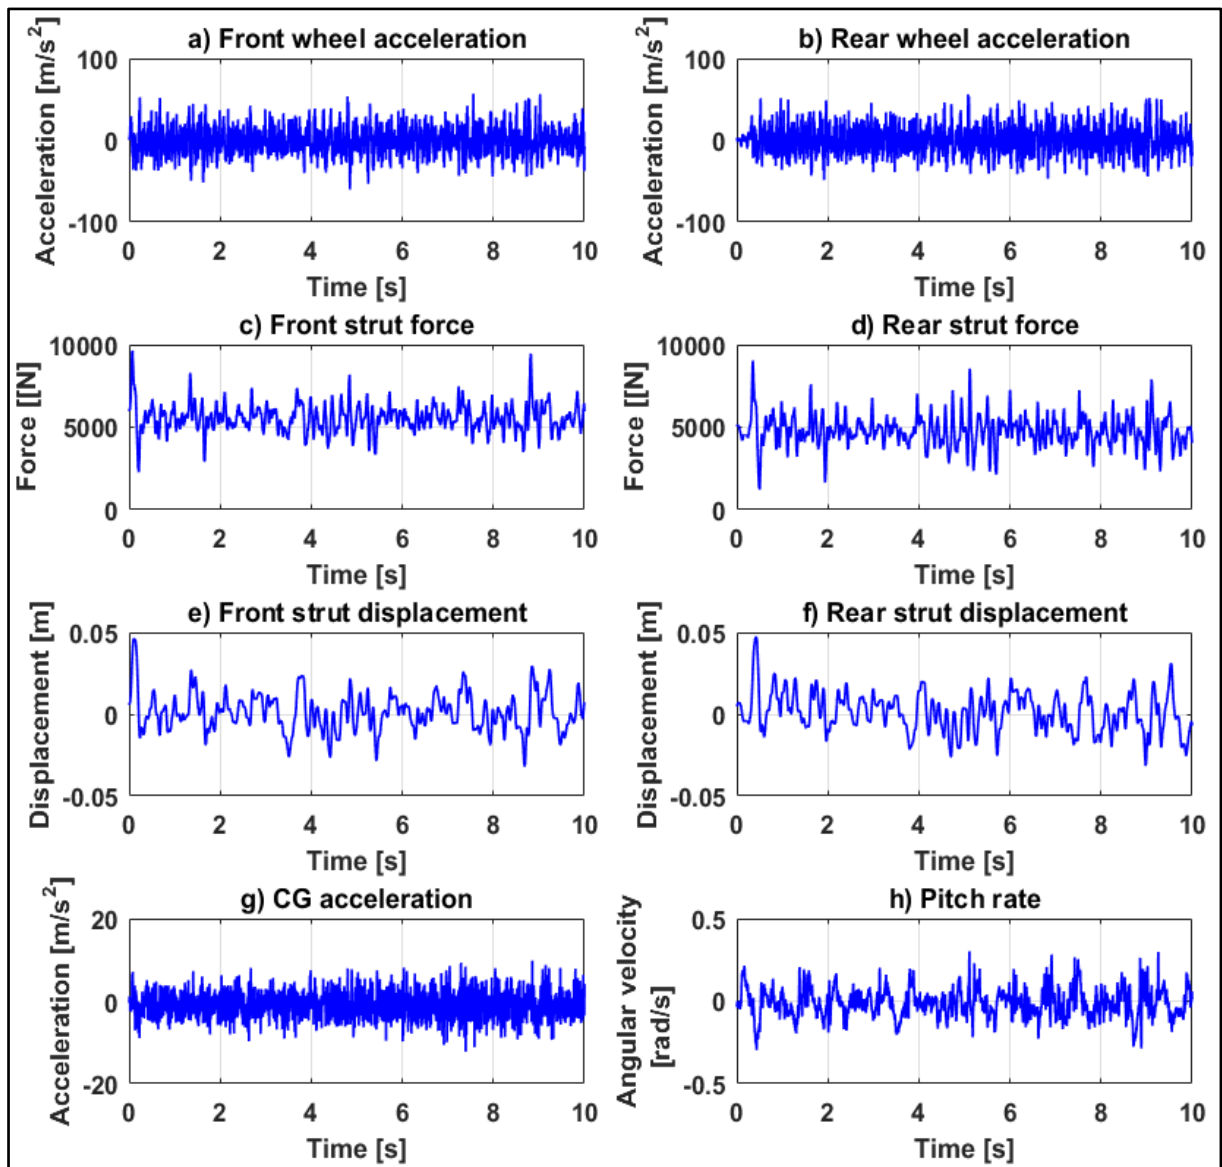 a) Front wheel acceleration
Acceleration [m/s²]
100
0
-100
0 2 4 6 8 10
Time [s]
b) Rear wheel acceleration
Acceleration [m/s²]
100
0
-100
0 2 4 6 8 10
Time [s]
c) Front strut force
Force [[N]
10000
5000
0
0 2 4 6 8 10
Time [s]
d) Rear strut force
Force [[N]
10000
5000
0
0 2 4 6 8 10
Time [s]
e) Front strut displacement
Displacement [m]
0.05
0
-0.05
0 2 4 6 8 10
Time [s]
f) Rear strut displacement
Displacement [m]
0.05
0
-0.05
0 2 4 6 8 10
Time [s]
g) CG acceleration
Acceleration [m/s²]
20
0
-20
0 2 4 6 8 10
Time [s]
h) Pitch rate
Angular velocity
[rad/s]
0.5
0
-0.5
0 2 4 6 8 10
Time [s]